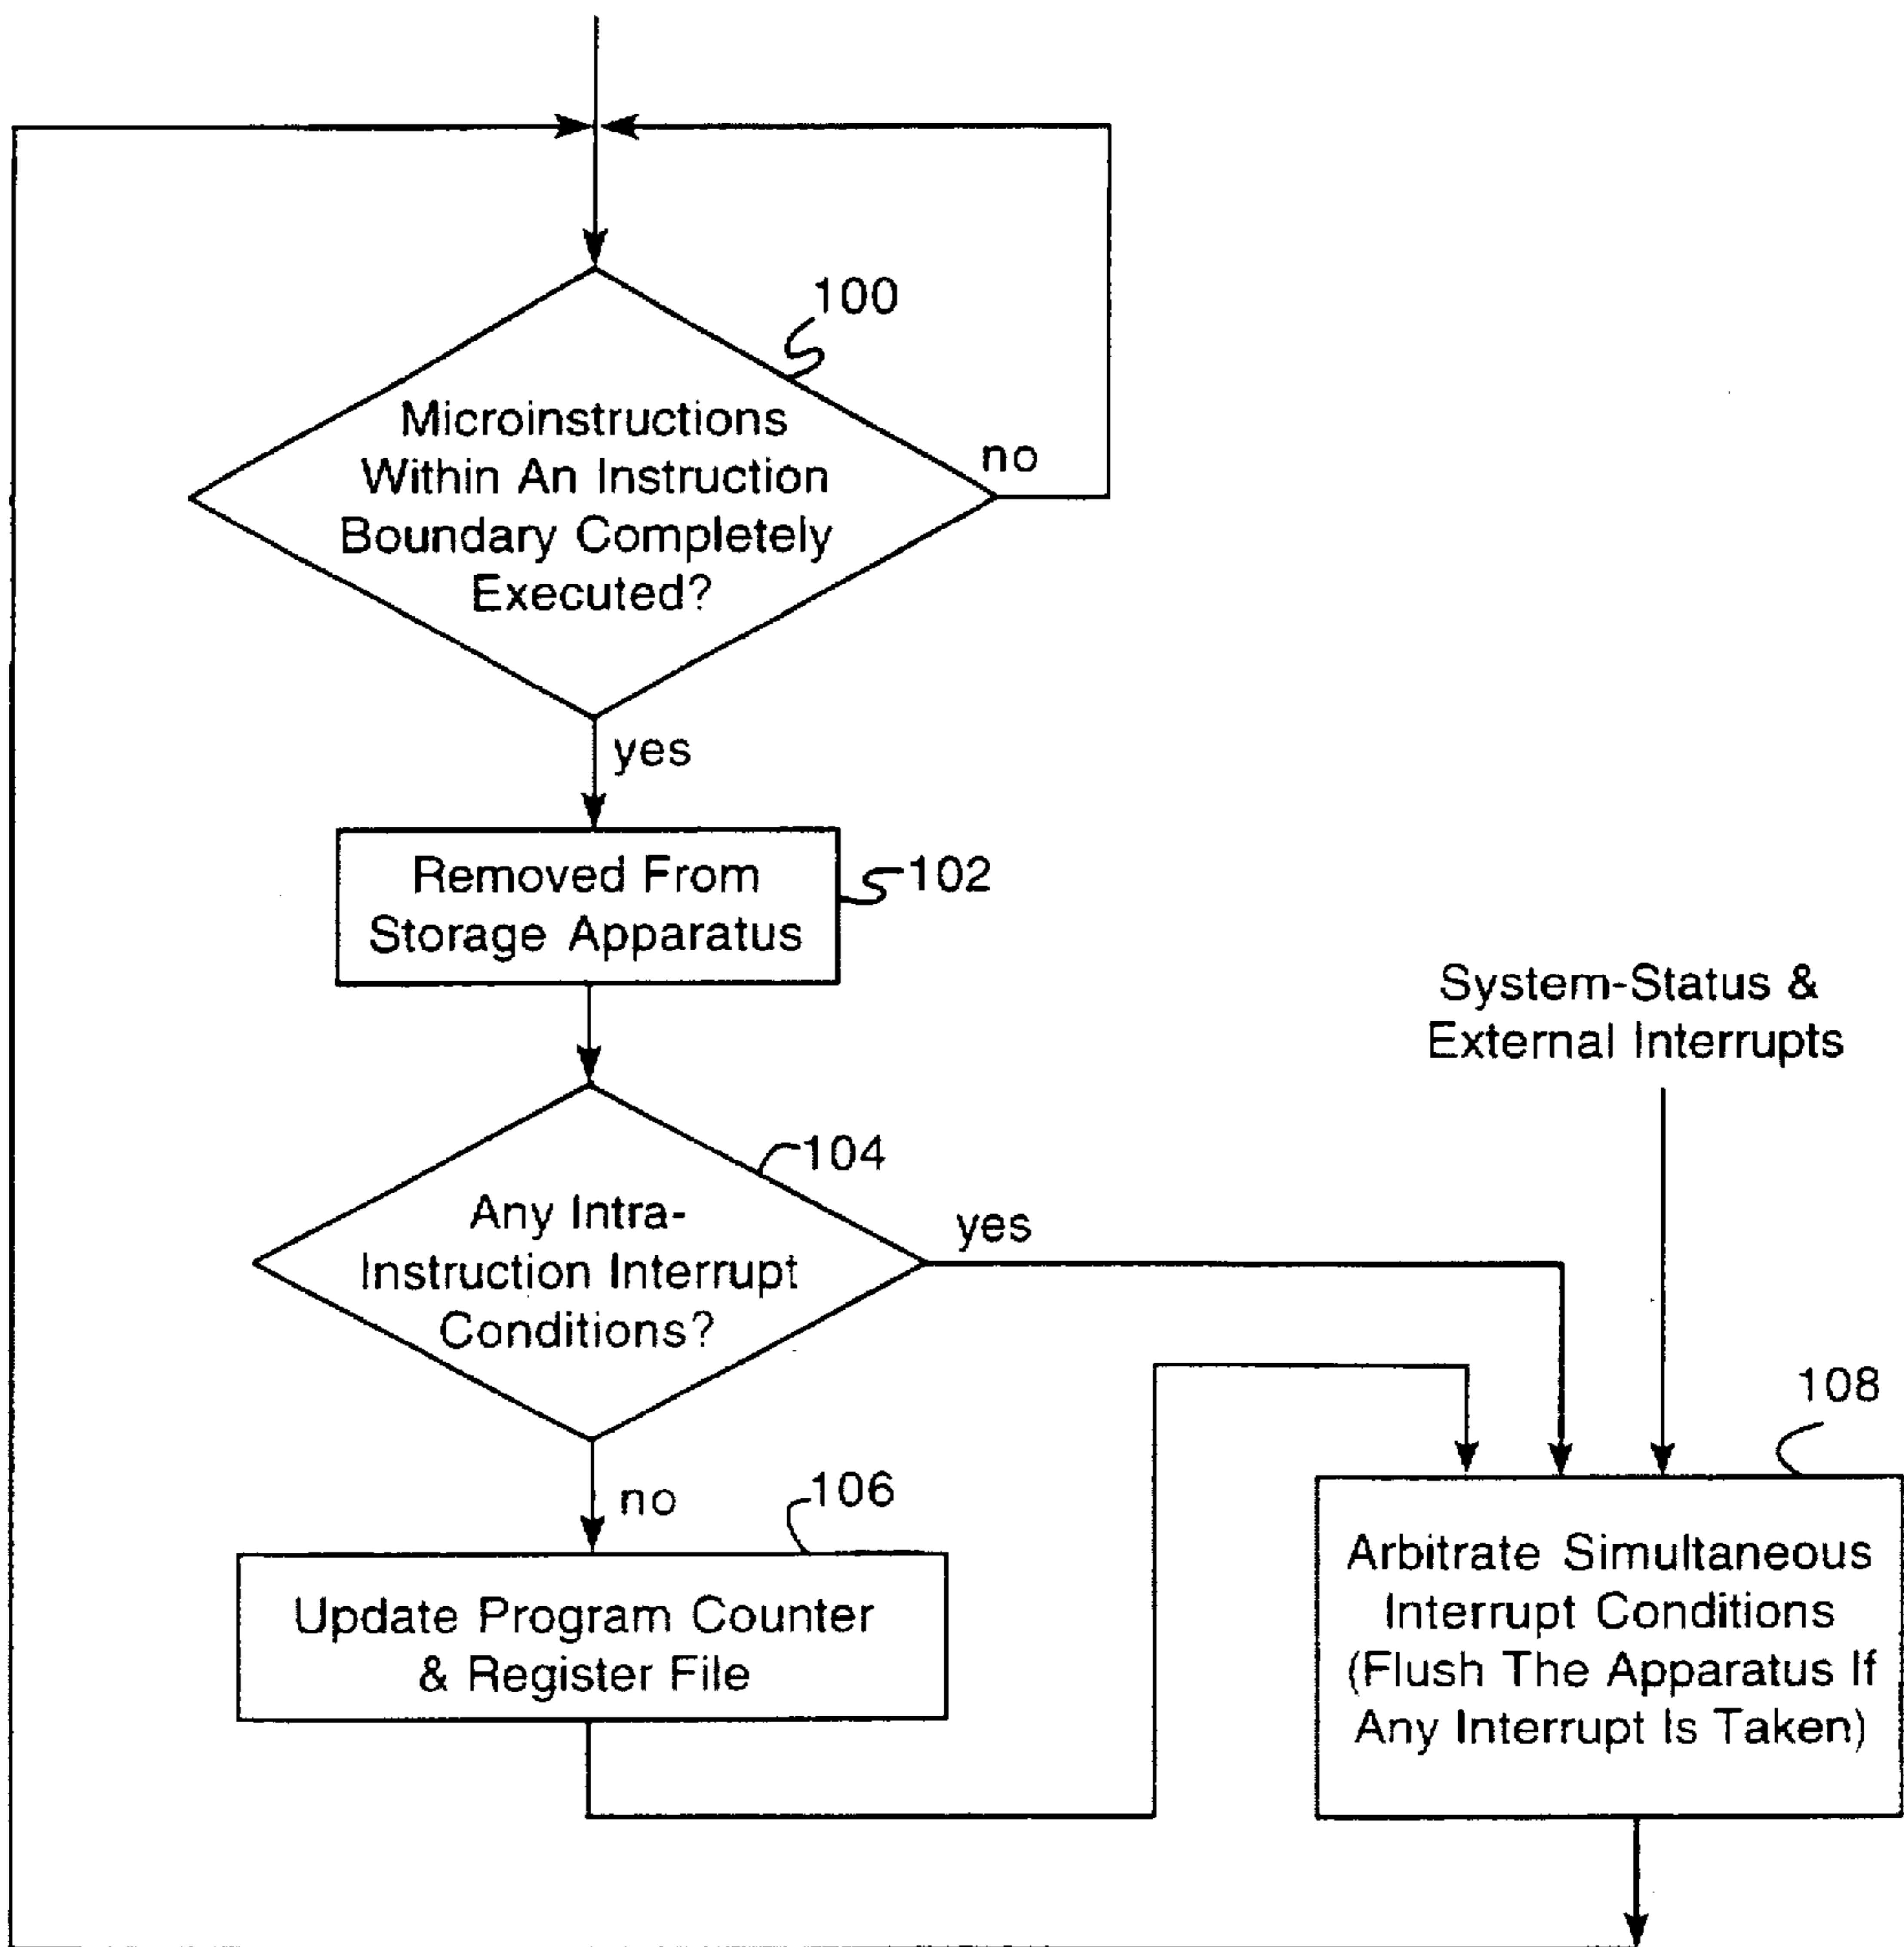 100
Microinstructions
Within An Instruction
Boundary Completely
Executed?
no
yes
Removed From
Storage Apparatus
102
System-Status &
External Interrupts
104
Any Intra-
Instruction Interrupt
Conditions?
yes
no
106
Update Program Counter
& Register File
108
Arbitrate Simultaneous
Interrupt Conditions
(Flush The Apparatus If
Any Interrupt Is Taken)